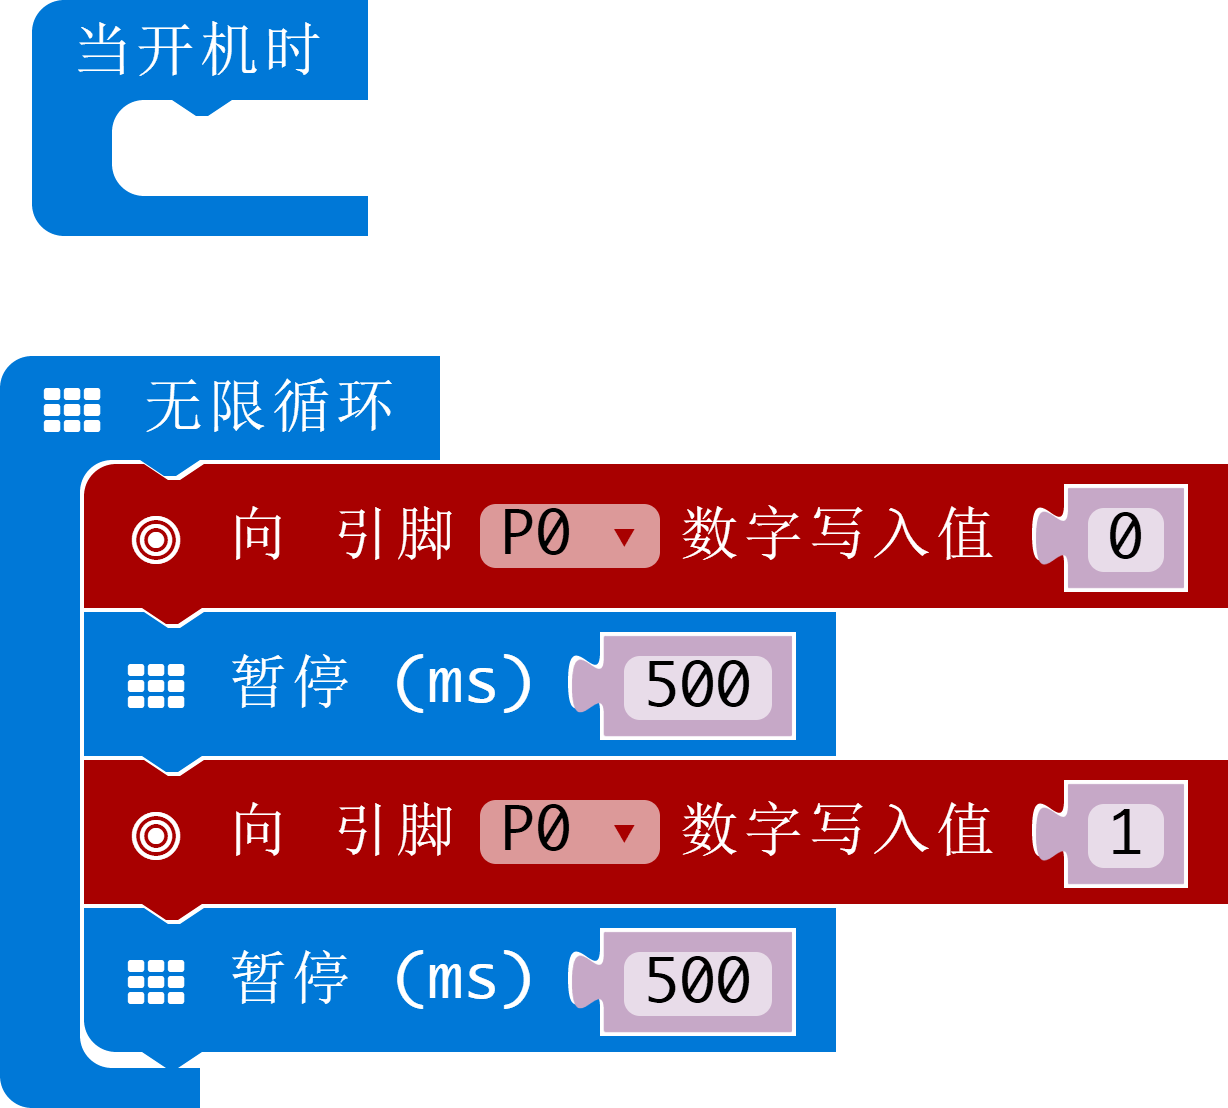 当开机时
无限循环
向 引脚 P0 数字写入值 0
暂停 (ms) 500
向 引脚 P0 数字写入值 1
暂停 (ms) 500